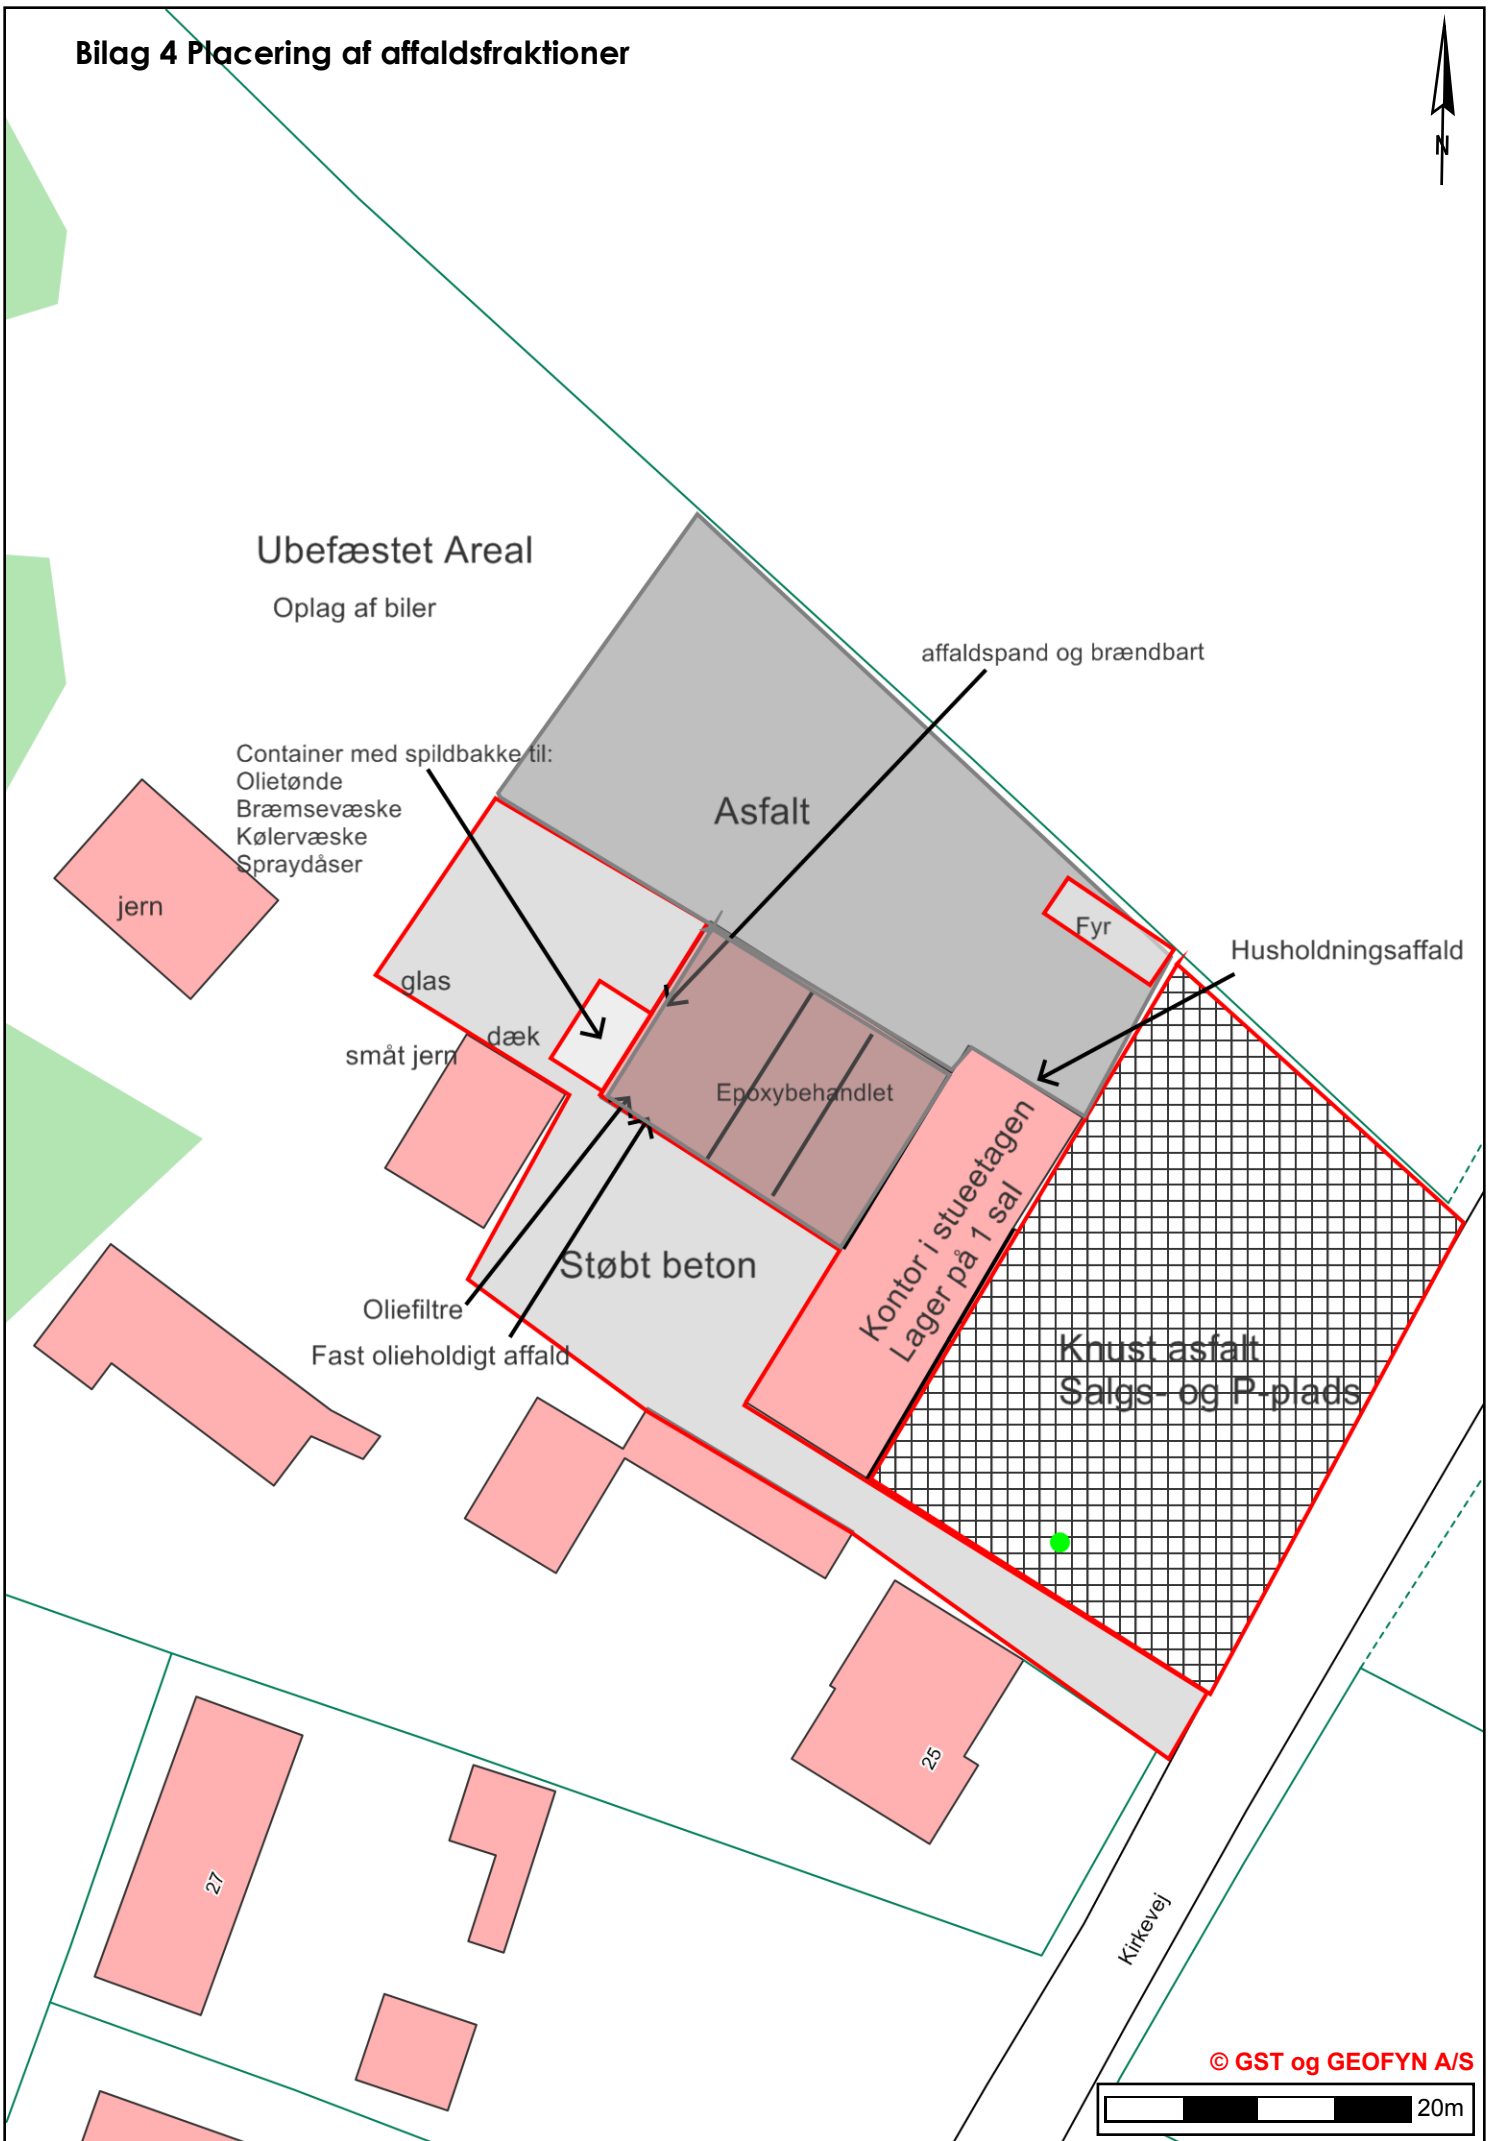 Bilag 4 Placering af affaldsfraktioner
N
Ubefæstet Areal
Oplag af biler
affaldspand og brændbart
Container med spildbakke til:
Olietønde
Bræmsevæske
Kølervæske
Spraydåser
Asfalt
jern
Fyr
Husholdningsaffald
glas
dæk
småt jern
Epoxybehandlet
Kontor i stueetagen
Lager på 1 sal
Støbt beton
Oliefiltre
Fast olieholdigt affald
Knust asfalt
Salgs- og P-plads
25
27
Kirkevej
© GST og GEOFYN A/S
20m